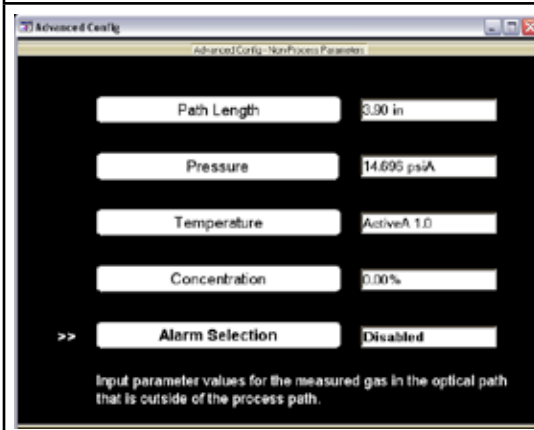 Advanced Config
Advanced Config - Non Process Parameters
Path Length 3.90 in
Pressure 14.696 psiA
Temperature ActiveA 1.0
Concentration 0.00%
>> Alarm Selection Disabled
Input parameter values for the measured gas in the optical path
that is outside of the process path.